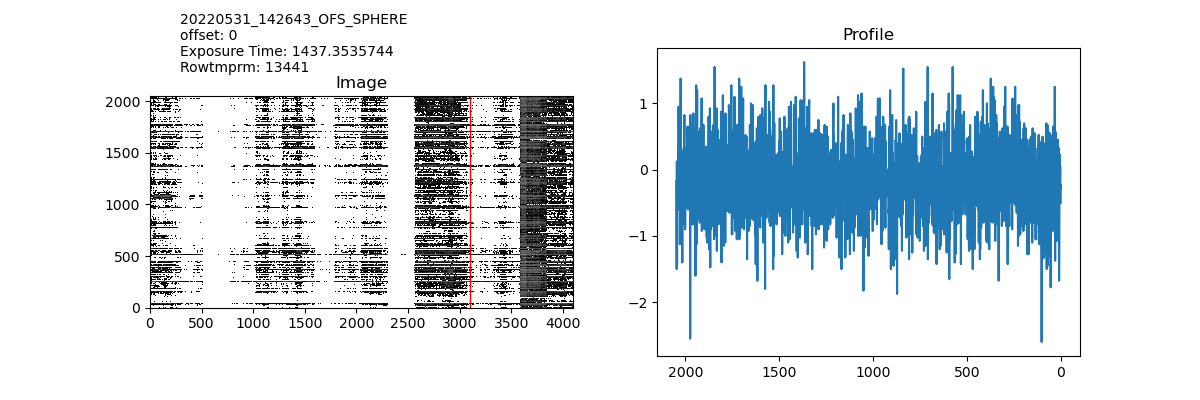 20220531_142643_OFS_SPHERE
offset: 0
Exposure Time: 1437.3535744
Rowtmprm: 13441
Image
2000
1500
1000
500
0
0 500 1000 1500 2000 2500 3000 3500 4000
Profile
1
0
−1
−2
2000 1500 1000 500 0